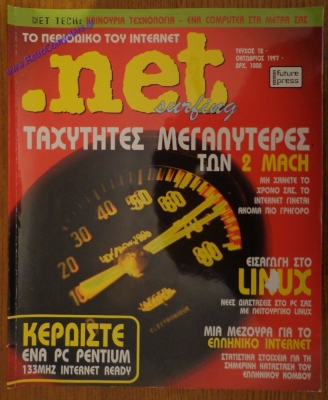 NET TECH: ΚΑΙΝΟΥΡΙΑ ΤΕΧΝΟΛΟΓΙΑ - ΕΝΑ COMPUTER ΣΤΑ ΜΕΤΡΑ ΣΑΣ
ΤΟ ΠΕΡΙΟΔΙΚΟ ΤΟΥ INTERNET
ΤΕΥΧΟΣ 12 -
ΟΚΤΩΒΡΙΟΣ 1997 -
ΔΡΧ. 1800
future
press
.net
surfing
ΤΑΧΥΤΗΤΕΣ ΜΕΓΑΛΥΤΕΡΕΣ
ΤΩΝ 2 MACH
ΜΗ ΧΑΝΕΤΕ ΤΟ
ΧΡΟΝΟ ΣΑΣ, ΤΟ
INTERNET ΓΙΝΕΤΑΙ
ΑΚΟΜΑ ΠΙΟ ΓΡΗΓΟΡΟ
ΕΙΣΑΓΩΓΗ ΣΤΟ
LINUX
ΝΕΕΣ ΔΙΑΣΤΑΣΕΙΣ ΣΤΟ PC ΣΑΣ
ΜΕ ΛΕΙΤΟΥΡΓΙΚΟ LINUX
ΜΙΑ ΜΕΖΟΥΡΑ ΓΙΑ ΤΟ
ΕΛΛΗΝΙΚΟ INTERNET
ΣΤΑΤΙΣΤΙΚΑ ΣΤΟΙΧΕΙΑ ΓΙΑ ΤΗ
ΣΗΜΕΡΙΝΗ ΚΑΤΑΣΤΑΣΗ ΤΟΥ
ΕΛΛΗΝΙΚΟΥ ΚΟΜΒΟΥ
ΚΕΡΔΙΣΤΕ
ΕΝΑ PC PENTIUM
133MHZ INTERNET READY